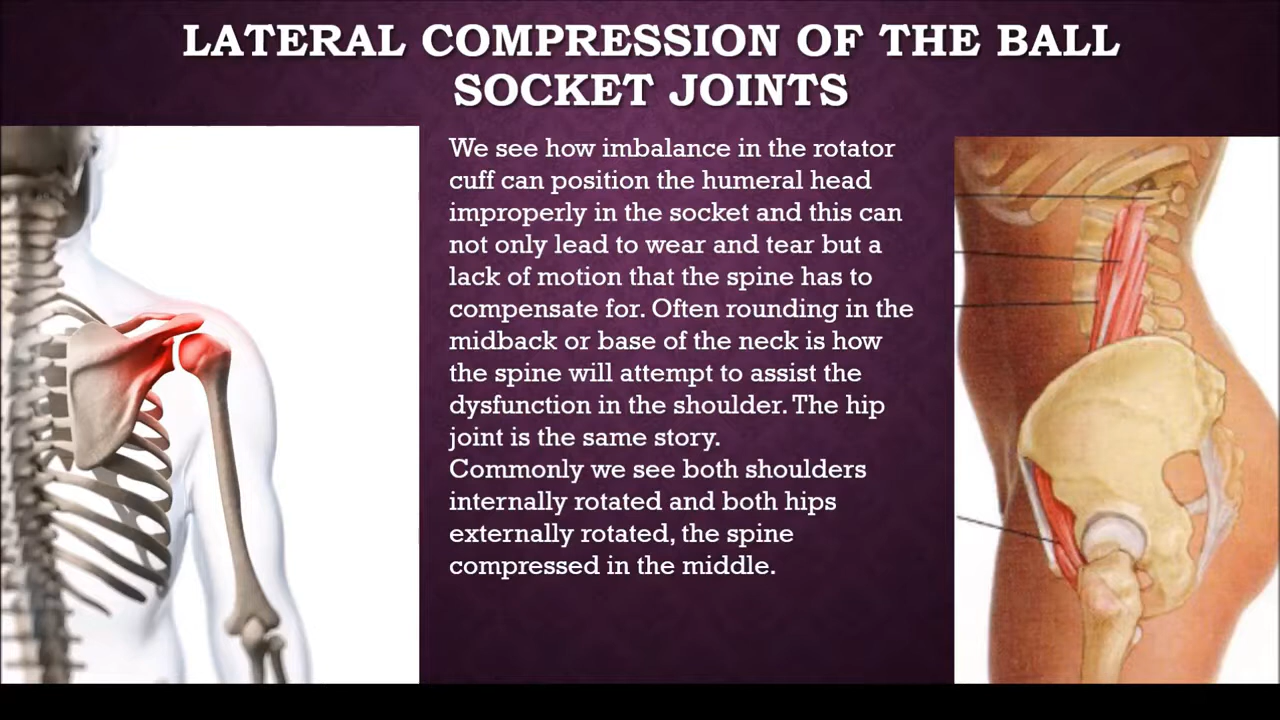 LATERAL COMPRESSION OF THE BALL
SOCKET JOINTS
We see how imbalance in the rotator
cuff can position the humeral head
improperly in the socket and this can
not only lead to wear and tear but a
lack of motion that the spine has to
compensate for. Often rounding in the
midback or base of the neck is how
the spine will attempt to assist the
dysfunction in the shoulder. The hip
joint is the same story.
Commonly we see both shoulders
internally rotated and both hips
externally rotated, the spine
compressed in the middle.